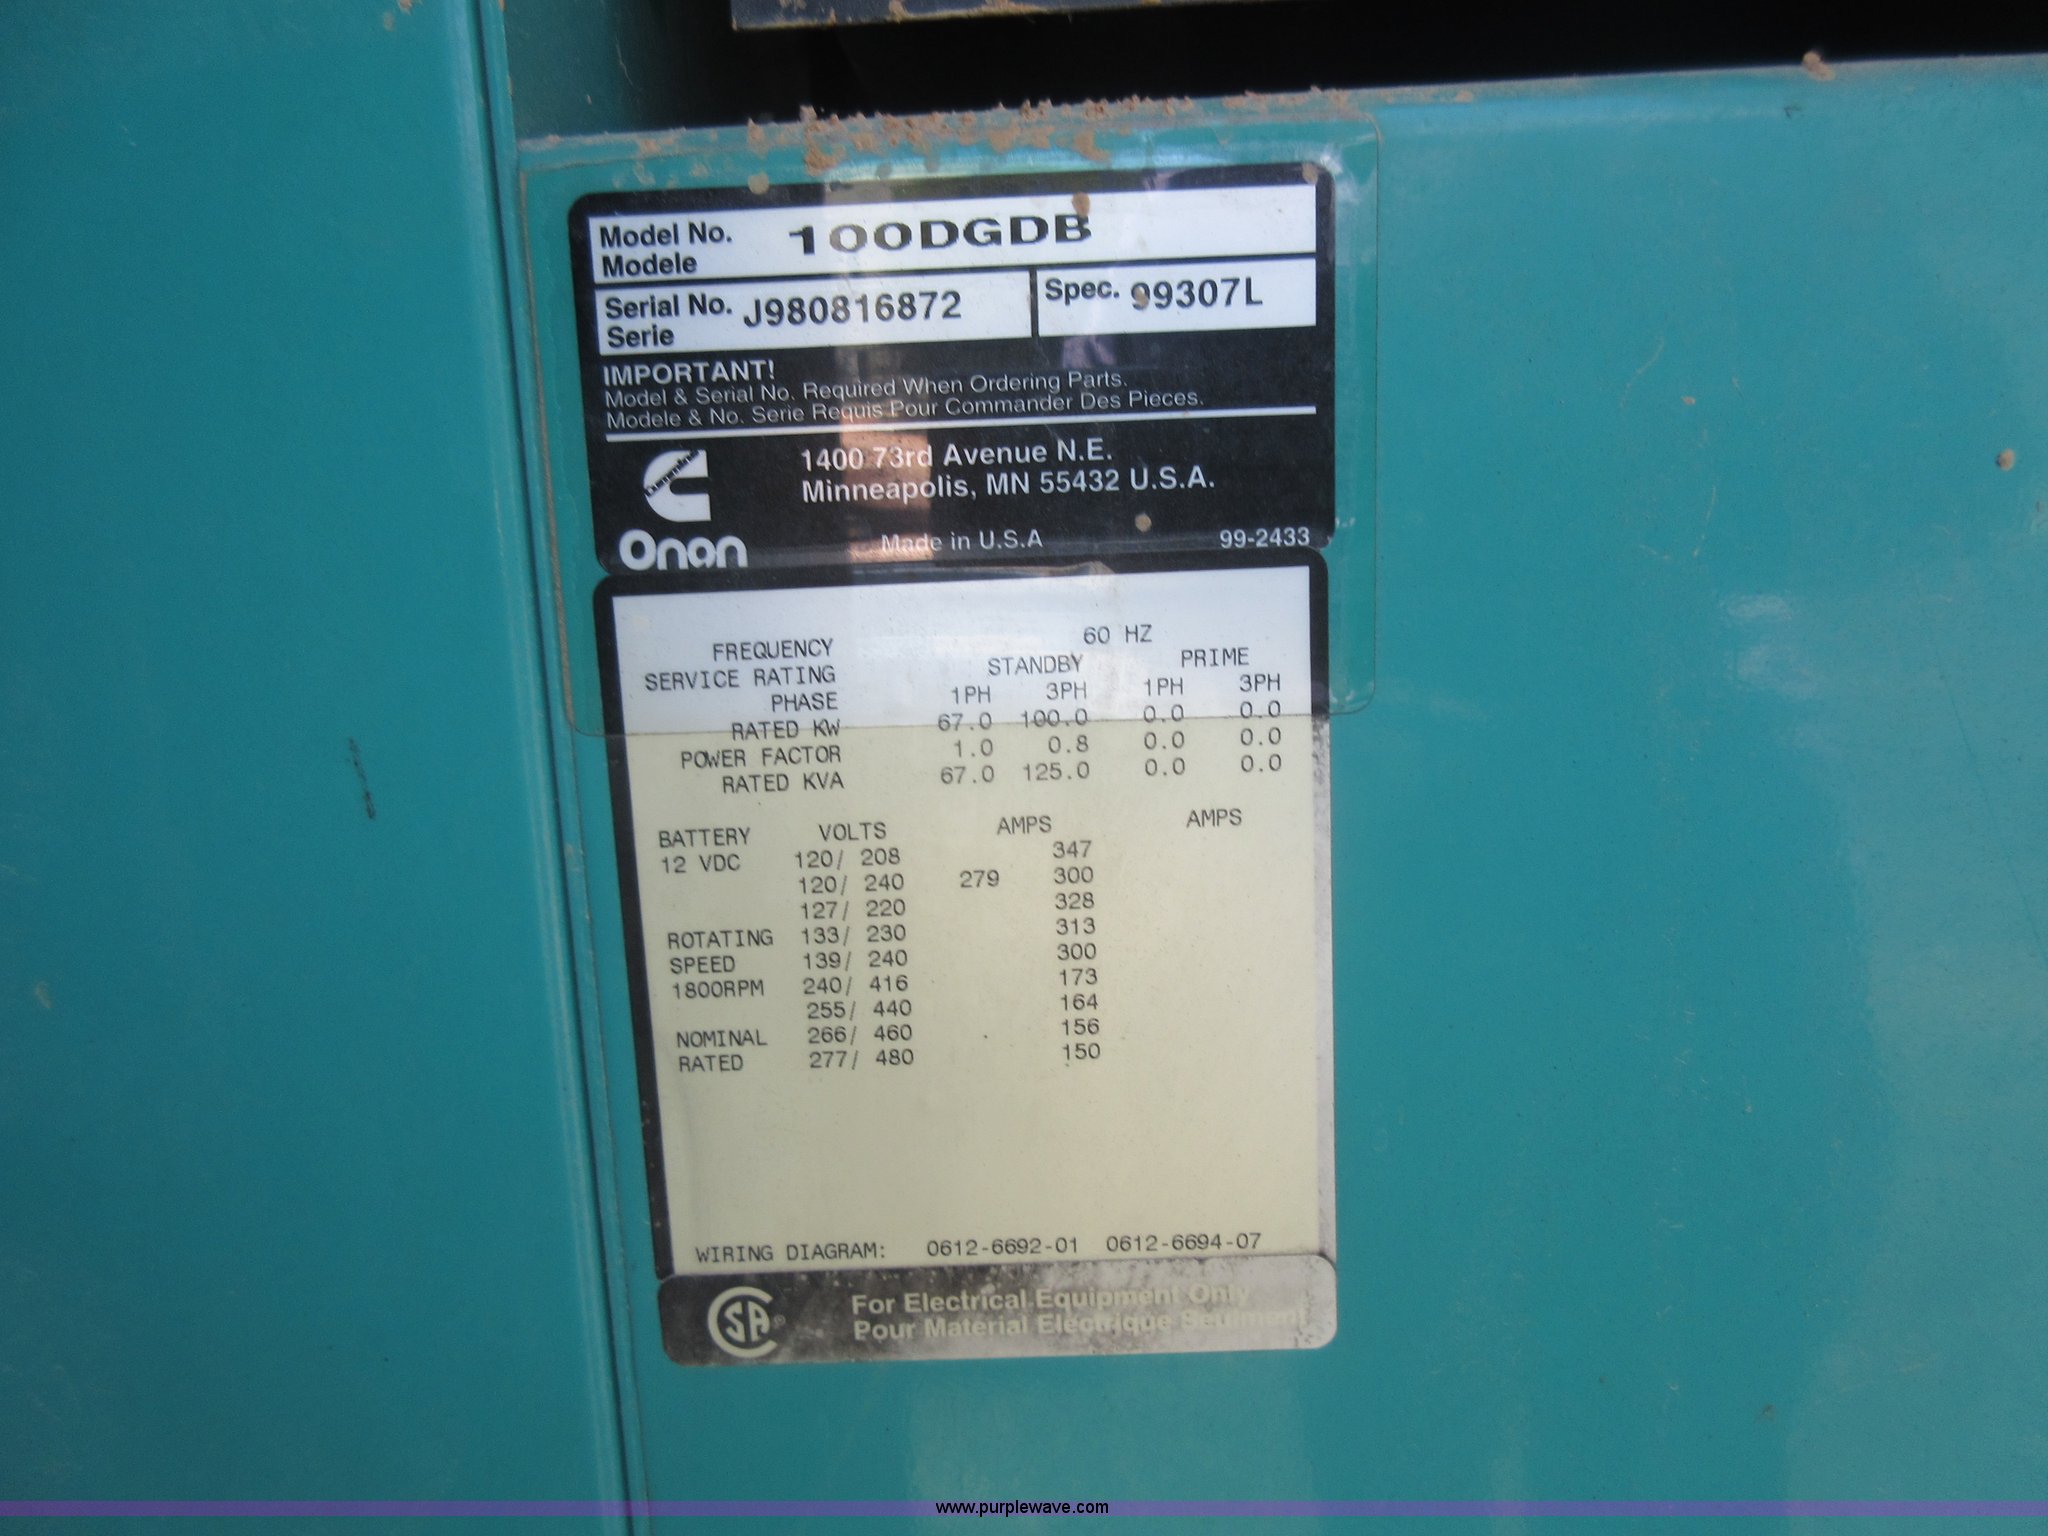 Model No. 100DGDB
Modele
Serial No. J980816872 Spec. 99307L
Serie
IMPORTANT!
Model & Serial No. Required When Ordering Parts.
Modele & No. Serie Requis Pour Commander Des Pieces.
1400 73rd Avenue N.E.
Minneapolis, MN 55432 U.S.A.
Onan Made in U.S.A 99-2433
FREQUENCY 60 HZ
SERVICE RATING STANDBY PRIME
PHASE 1PH 3PH 1PH 3PH
RATED KW 67.0 100.0 0.0 0.0
POWER FACTOR 1.0 0.8 0.0 0.0
RATED KVA 67.0 125.0 0.0 0.0
BATTERY VOLTS AMPS AMPS
12 VDC 120/ 208 347
120/ 240 279 300
127/ 220 328
ROTATING 133/ 230 313
SPEED 139/ 240 300
1800RPM 240/ 416 173
255/ 440 164
NOMINAL 266/ 460 156
RATED 277/ 480 150
WIRING DIAGRAM: 0612-6692-01 0612-6694-07
CSA® For Electrical Equipment Only
Pour Material Electrique Seulment
www.purplewave.com